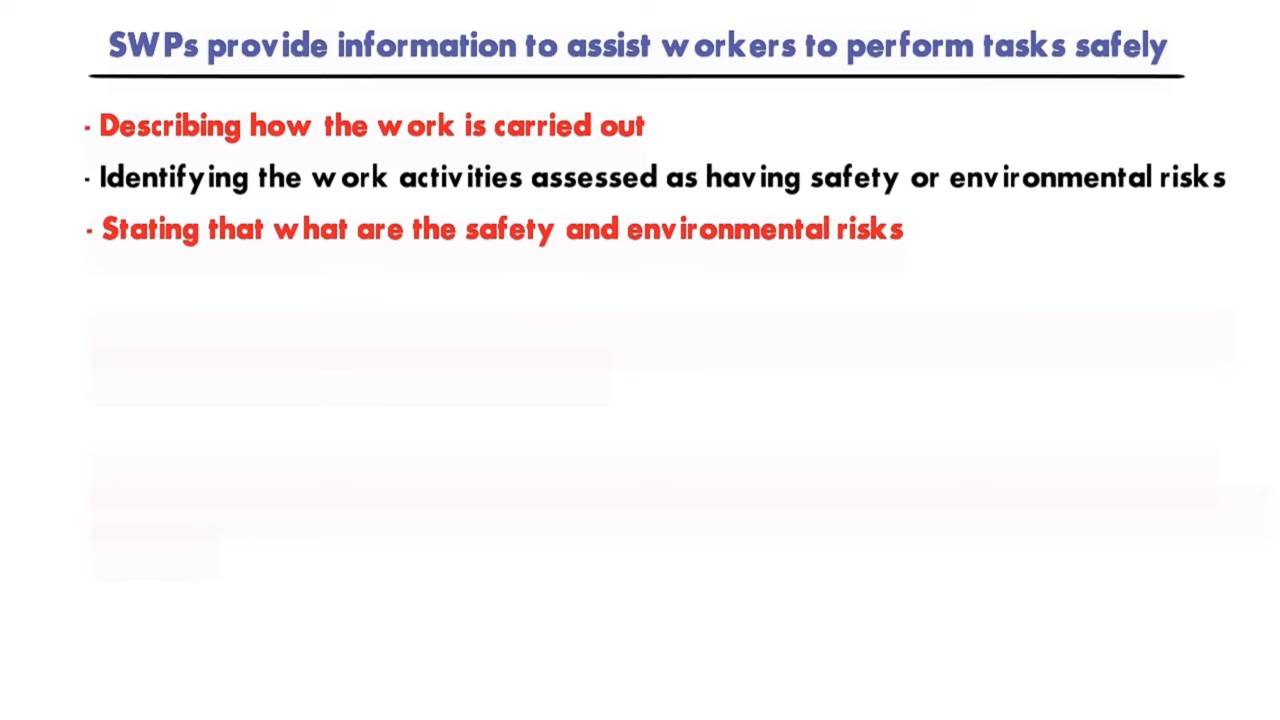 SWPs provide information to assist workers to perform tasks safely
- Describing how the work is carried out
- Identifying the work activities assessed as having safety or environmental risks
- Stating that what are the safety and environmental risks